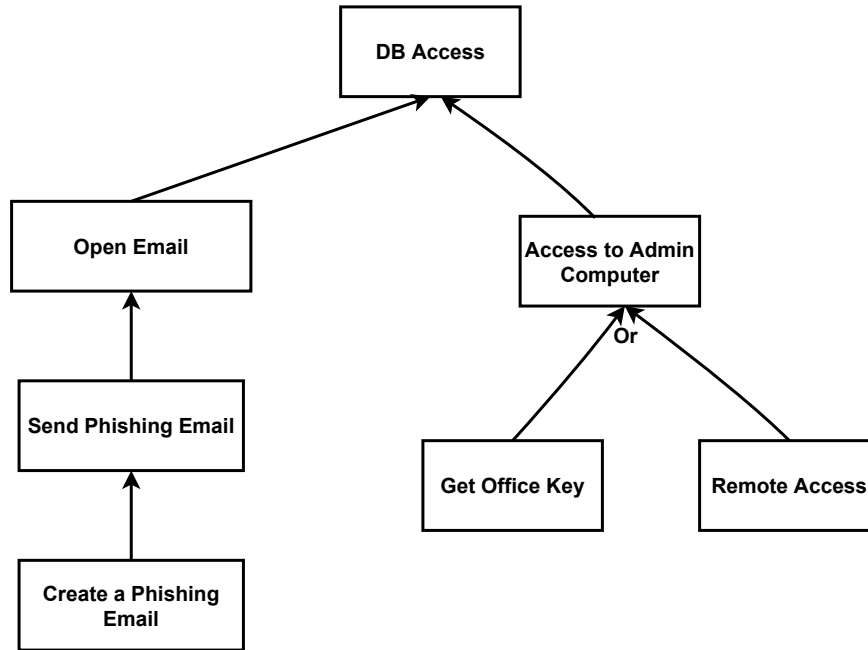 DB Access
Open Email
Access to Admin
Computer
Or
Send Phishing Email
Get Office Key
Remote Access
Create a Phishing
Email